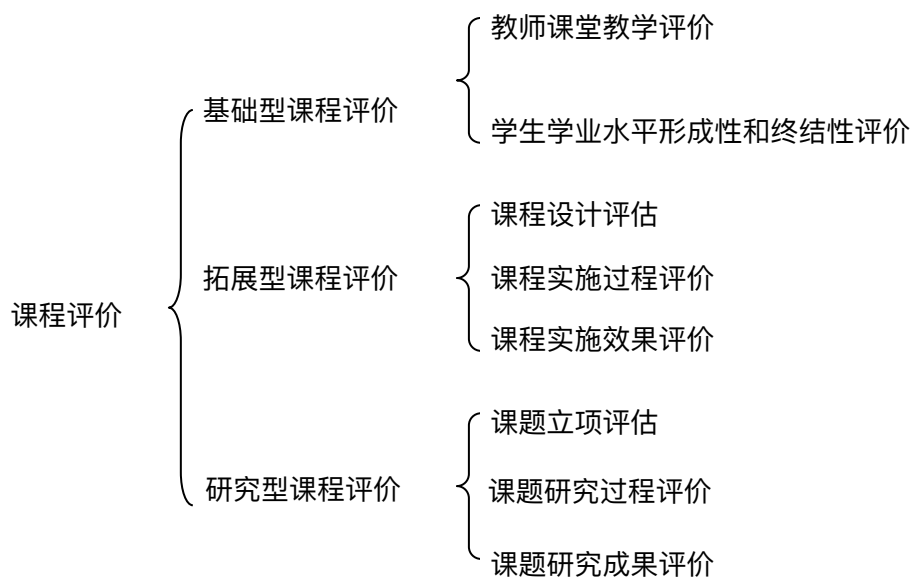 课程评价
基础型课程评价
教师课堂教学评价
学生学业水平形成性和终结性评价
拓展型课程评价
课程设计评估
课程实施过程评价
课程实施效果评价
研究型课程评价
课题立项评估
课题研究过程评价
课题研究成果评价